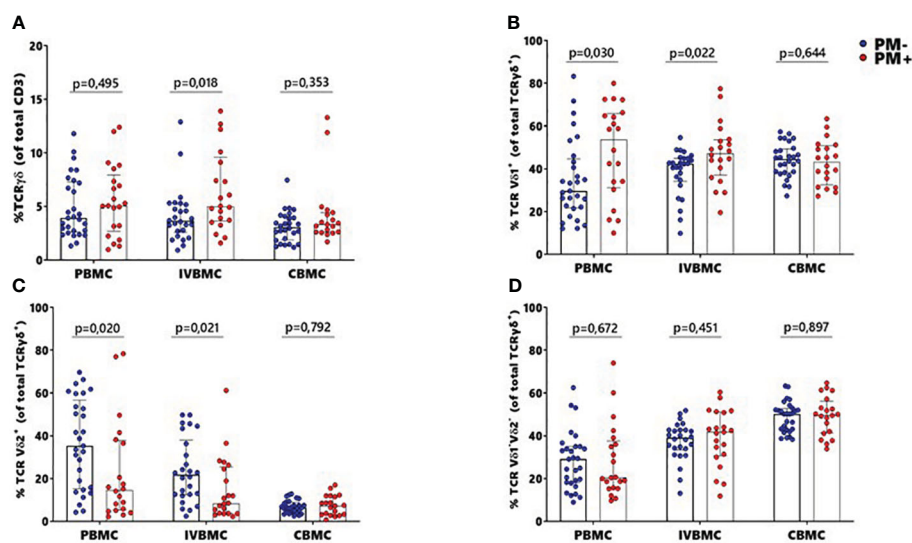 A
%TCRγδ (of total CD3)
20
15
10
5
0
p=0,495
p=0,018
p=0,353
PBMC
IVBMC
CBMC
B
% TCR Vδ1⁺ (of total TCRγδ⁺)
100
80
60
40
20
0
p=0,030
p=0,022
p=0,644
PBMC
IVBMC
CBMC
PM-
PM+
C
% TCR Vδ2⁺ (of total TCRγδ⁺)
100
80
60
40
20
0
p=0,020
p=0,021
p=0,792
PBMC
IVBMC
CBMC
D
% TCR Vδ1⁻Vδ2⁻ (of total TCRγδ⁺)
100
80
60
40
20
0
p=0,672
p=0,451
p=0,897
PBMC
IVBMC
CBMC